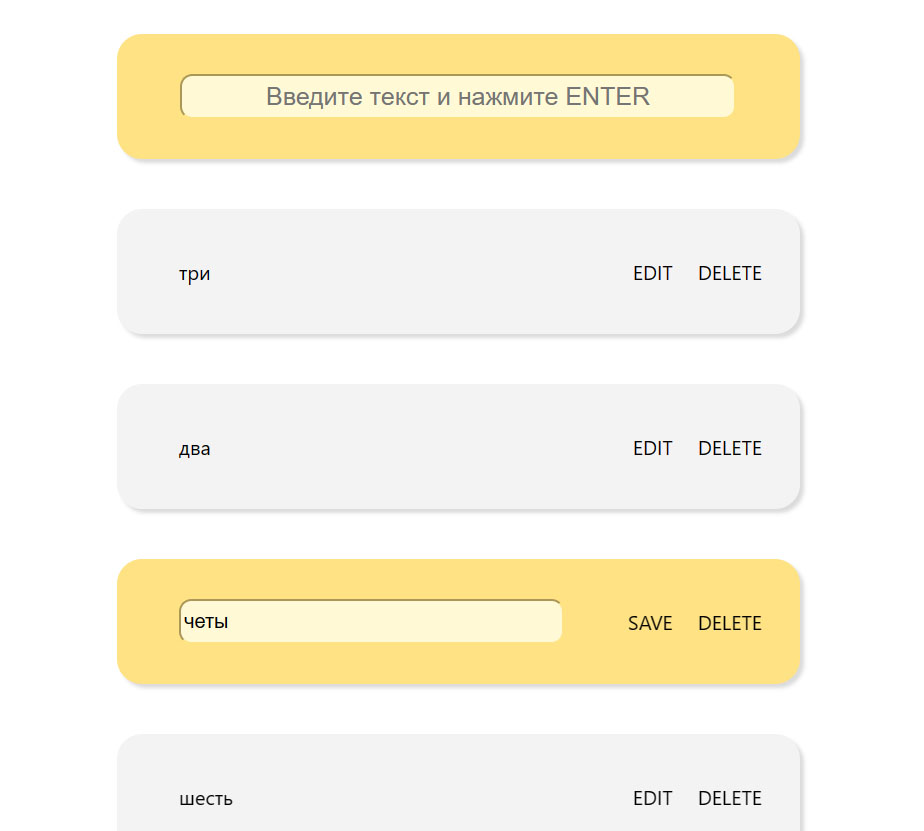 Введите текст и нажмите ENTER
три EDIT DELETE
два EDIT DELETE
четы SAVE DELETE
шесть EDIT DELETE